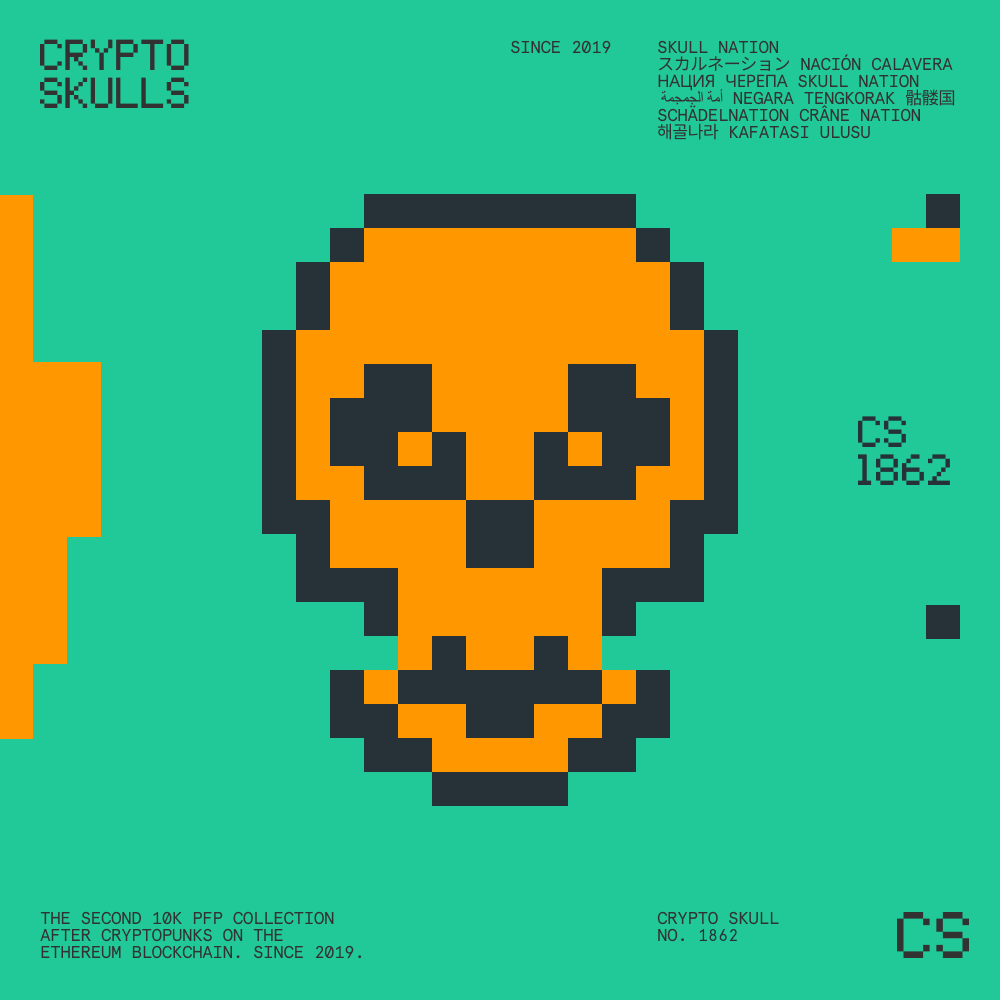 CRYPTO
SKULLS
SINCE 2019
SKULL NATION
スカルネーション NACIÓN CALAVERA
НАЦИЯ ЧЕРЕПА SKULL NATION
أمة الجمجمة NEGARA TENGKORAK 骷髅国
SCHÄDELNATION CRÂNE NATION
해골나라 KAFATASI ULUSU
CS
1862
THE SECOND 10K PFP COLLECTION
AFTER CRYPTOPUNKS ON THE
ETHEREUM BLOCKCHAIN. SINCE 2019.
CRYPTO SKULL
NO. 1862
CS